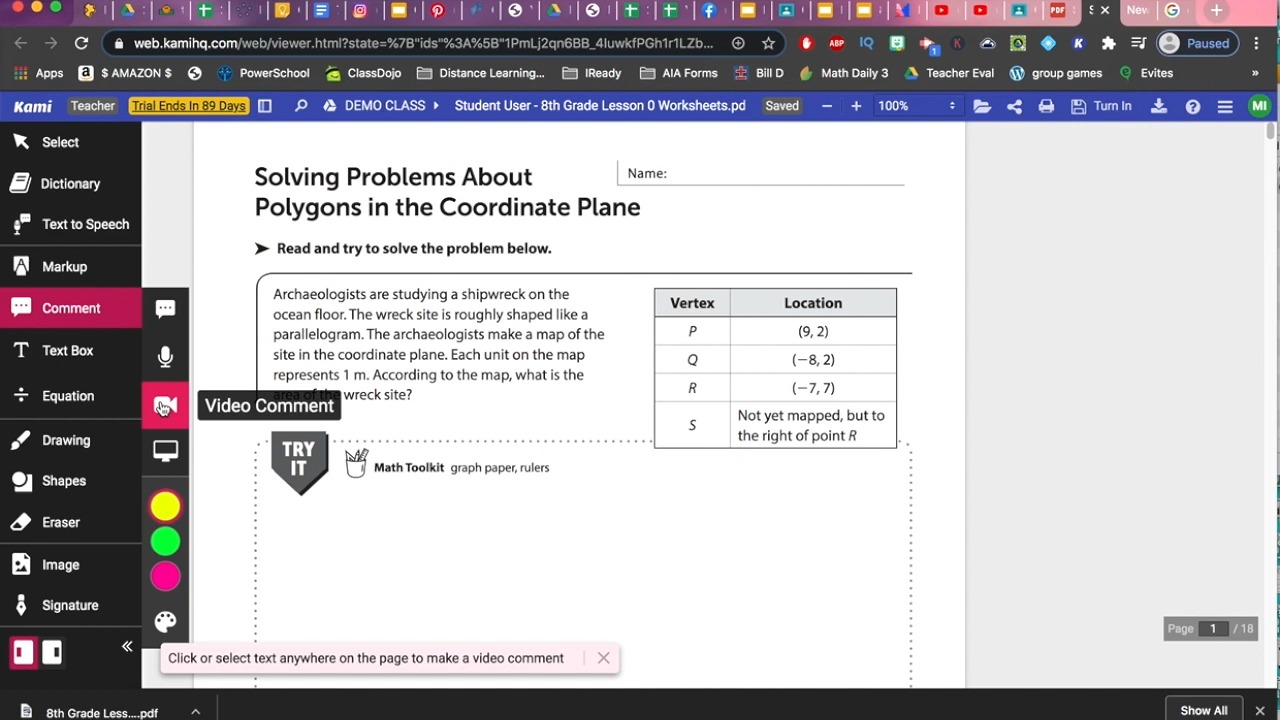 S
New
web.kamihq.com/web/viewer.html?state=%7B"ids"%3A%5B"1PmLj2qn6BB_4IuwkfPGh1r1LZb...
ABP
IQ
1
K
K
Paused
Apps
$ AMAZON $
PowerSchool
ClassDojo
Distance Learning...
IReady
AIA Forms
Bill D
Math Daily 3
Teacher Eval
group games
Evites
»
Kami
Teacher
Trial Ends In 89 Days
DEMO CLASS
Student User - 8th Grade Lesson 0 Worksheets.pd
Saved
100%
Turn In
MI
Select
Dictionary
Text to Speech
Markup
Comment
Text Box
Equation
Drawing
Shapes
Eraser
Image
Signature
Video Comment
Solving Problems About
Polygons in the Coordinate Plane
Name:
Read and try to solve the problem below.
Archaeologists are studying a shipwreck on the
ocean floor. The wreck site is roughly shaped like a
parallelogram. The archaeologists make a map of the
site in the coordinate plane. Each unit on the map
represents 1 m. According to the map, what is the
area of the wreck site?
Vertex Location
P (9, 2)
Q (−8, 2)
R (−7, 7)
S Not yet mapped, but to
the right of point R
TRY
IT
Math Toolkit graph paper, rulers
Page 1 / 18
Click or select text anywhere on the page to make a video comment
8th Grade Less....pdf
Show All